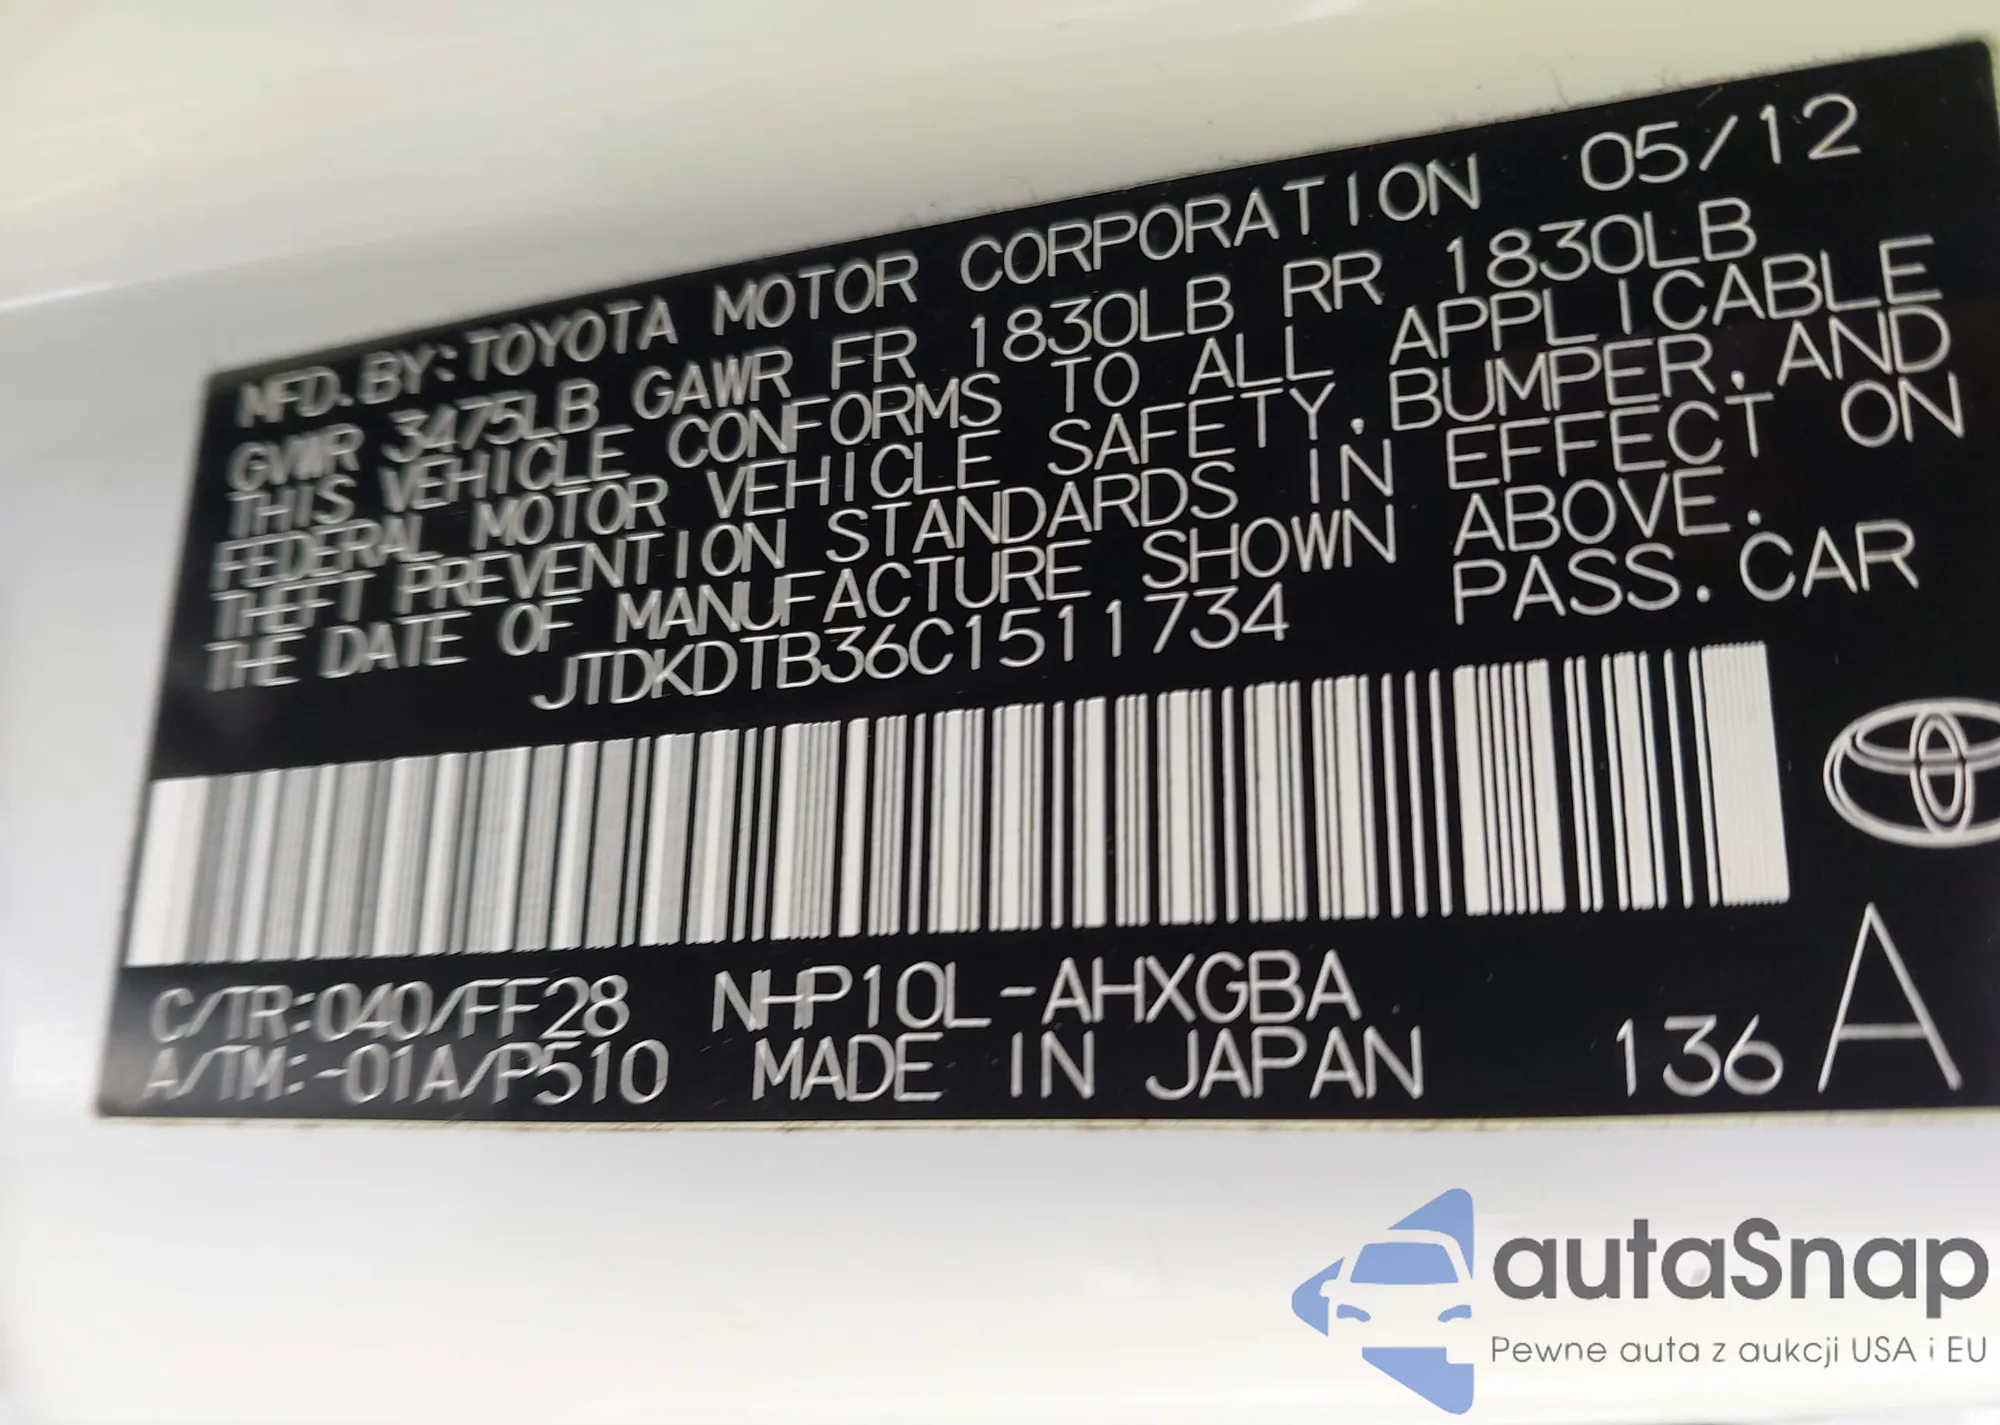 MFD. BY: TOYOTA MOTOR CORPORATION 05/12
GVWR 3475LB GAWR FR 1830LB RR 1830LB
THIS VEHICLE CONFORMS TO ALL APPLICABLE
FEDERAL MOTOR VEHICLE SAFETY, BUMPER, AND
THEFT PREVENTION STANDARDS IN EFFECT ON
THE DATE OF MANUFACTURE SHOWN ABOVE.
JTDKDTB36C1511734 PASS. CAR
C/TR: 040/FF28 NHP10L-AHXGBA
A/TM: -01A/P510 MADE IN JAPAN 136 A
autaSnap
Pewne auta z aukcji USA i EU